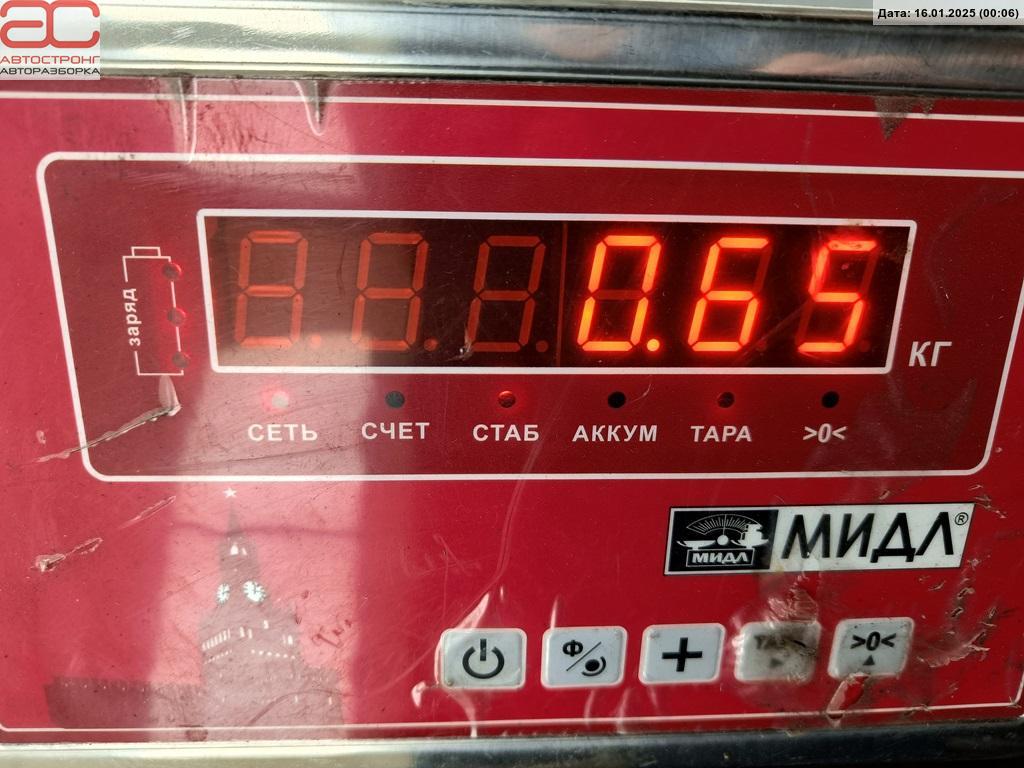 Дата: 16.01.2025 (00:06)
ас
АВТОСТРОНГ
АВТОРАЗБОРКА
заряд
0.65
КГ
СЕТЬ СЧЕТ СТАБ АККУМ ТАРА >0<
МИДЛ МИДЛ®
Ф >0<